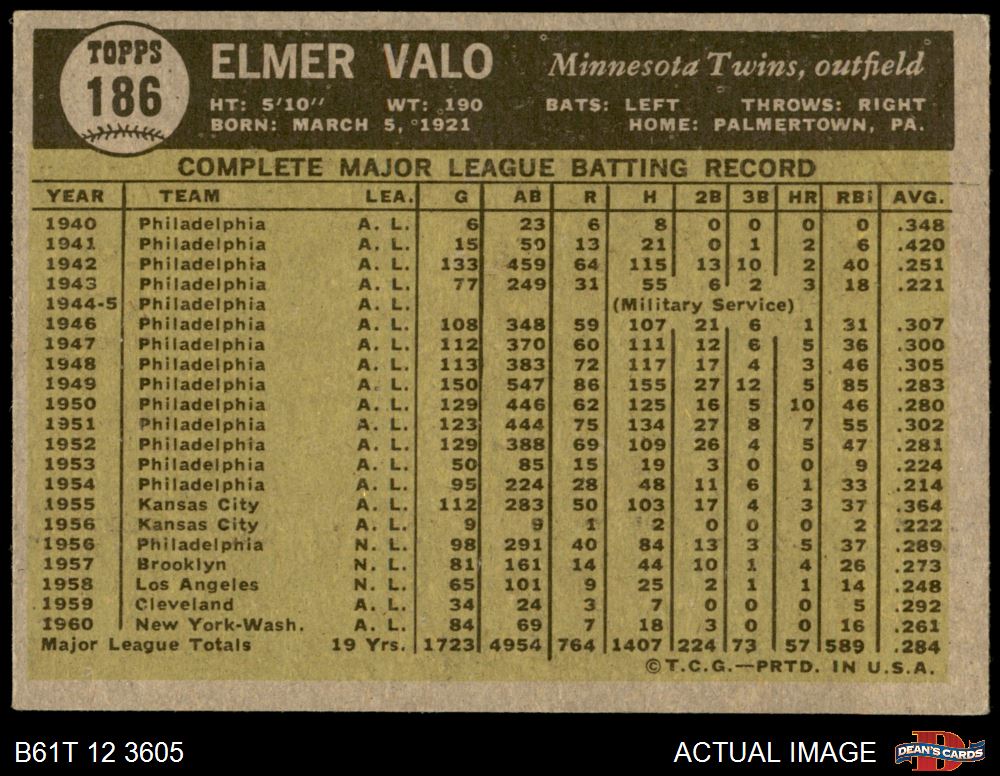 TOPPS
186
ELMER VALO Minnesota Twins, outfield
HT: 5'10" WT: 190 BATS: LEFT THROWS: RIGHT
BORN: MARCH 5, 1921 HOME: PALMERTOWN, PA.
COMPLETE MAJOR LEAGUE BATTING RECORD
YEAR TEAM LEA. G AB R H 2B 3B HR RBI AVG.
1940 Philadelphia A. L. 6 23 6 8 0 0 0 0 .348
1941 Philadelphia A. L. 15 50 13 21 0 1 2 6 .420
1942 Philadelphia A. L. 133 459 64 115 13 10 2 40 .251
1943 Philadelphia A. L. 77 249 31 55 6 2 3 18 .221
1944-5 Philadelphia A. L. (Military Service)
1946 Philadelphia A. L. 108 348 59 107 21 6 1 31 .307
1947 Philadelphia A. L. 112 370 60 111 12 6 5 36 .300
1948 Philadelphia A. L. 113 383 72 117 17 4 3 46 .305
1949 Philadelphia A. L. 150 547 86 155 27 12 5 85 .283
1950 Philadelphia A. L. 129 446 62 125 16 5 10 46 .280
1951 Philadelphia A. L. 123 444 75 134 27 8 7 55 .302
1952 Philadelphia A. L. 129 388 69 109 26 4 5 47 .281
1953 Philadelphia A. L. 50 85 15 19 3 0 0 9 .224
1954 Philadelphia A. L. 95 224 28 48 11 6 1 33 .214
1955 Kansas City A. L. 112 283 50 103 17 4 3 37 .364
1956 Kansas City A. L. 9 9 1 2 0 0 0 2 .222
1956 Philadelphia N. L. 98 291 40 84 13 3 5 37 .289
1957 Brooklyn N. L. 81 161 14 44 10 1 4 26 .273
1958 Los Angeles N. L. 65 101 9 25 2 1 1 14 .248
1959 Cleveland A. L. 34 24 3 7 0 0 0 5 .292
1960 New York-Wash. A. L. 84 69 7 18 3 0 0 16 .261
Major League Totals 19 Yrs. 1723 4954 764 1407 224 73 57 589 .284
©T.C.G.—PRTD. IN U.S.A.
B61T 12 3605 ACTUAL IMAGE DEAN'S CARDS